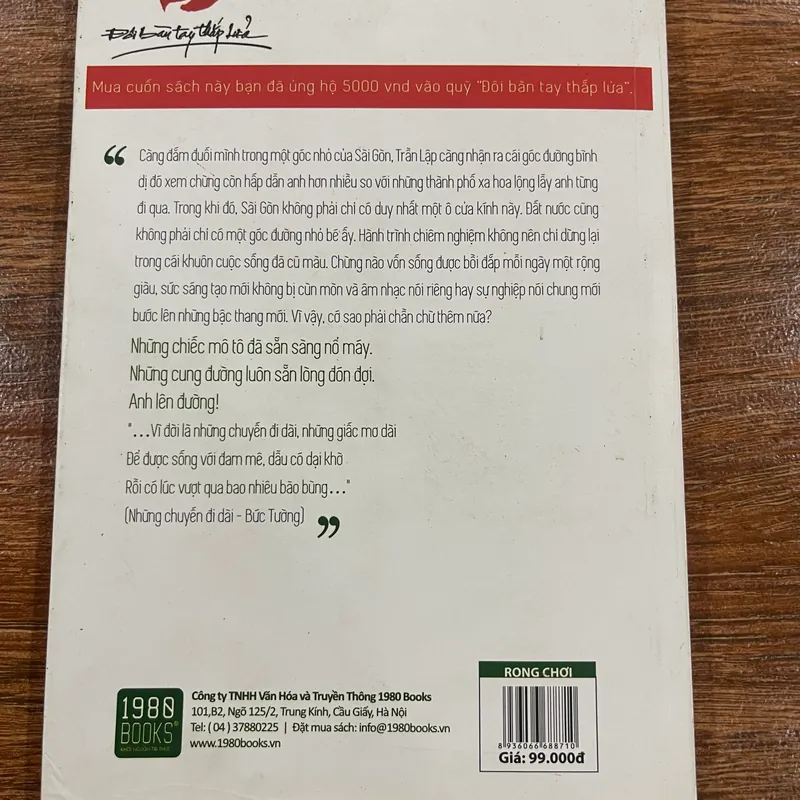 Đôi bàn tay thắp lửa
Mua cuốn sách này bạn đã ủng hộ 5000 vnd vào quỹ "Đôi bàn tay thắp lửa".
“ Càng đắm đuối mình trong một góc nhỏ của Sài Gòn, Trần Lập càng nhận ra cái góc đường bình
dị đó xem chừng còn hấp dẫn anh hơn nhiều so với những thành phố xa hoa lộng lẫy anh từng
đi qua. Trong khi đó, Sài Gòn không phải chỉ có duy nhất một ô cửa kính này. Đất nước cũng
không phải chỉ có một góc đường nhỏ bé ấy. Hành trình chiêm nghiệm không nên chỉ dừng lại
trong cái khuôn cuộc sống đã cũ màu. Chừng nào vốn sống được bồi đắp mỗi ngày một rộng
giàu, sức sáng tạo mới không bị cùn mòn và âm nhạc nói riêng hay sự nghiệp nói chung mới
bước lên những bậc thang mới. Vì vậy, cớ sao phải chần chừ thêm nữa?
Những chiếc mô tô đã sẵn sàng nổ máy.
Những cung đường luôn sẵn lòng đón đợi.
Anh lên đường!
"...Vì đời là những chuyến đi dài, những giấc mơ dài
Để được sống với đam mê, dẫu có dại khờ
Rồi có lúc vượt qua bao nhiêu bão bùng..."
(Những chuyến đi dài - Bức Tường) ”
1980
BOOKS
KHƠI NGUỒN TRI THỨC
Công ty TNHH Văn Hóa và Truyền Thông 1980 Books
101,B2, Ngõ 125/2, Trung Kính, Cầu Giấy, Hà Nội
Tel: ( 04 ) 37880225 | Đặt mua sách: info@1980books.vn
www.1980books.vn
RONG CHƠI
8936066688710
Giá: 99.000đ